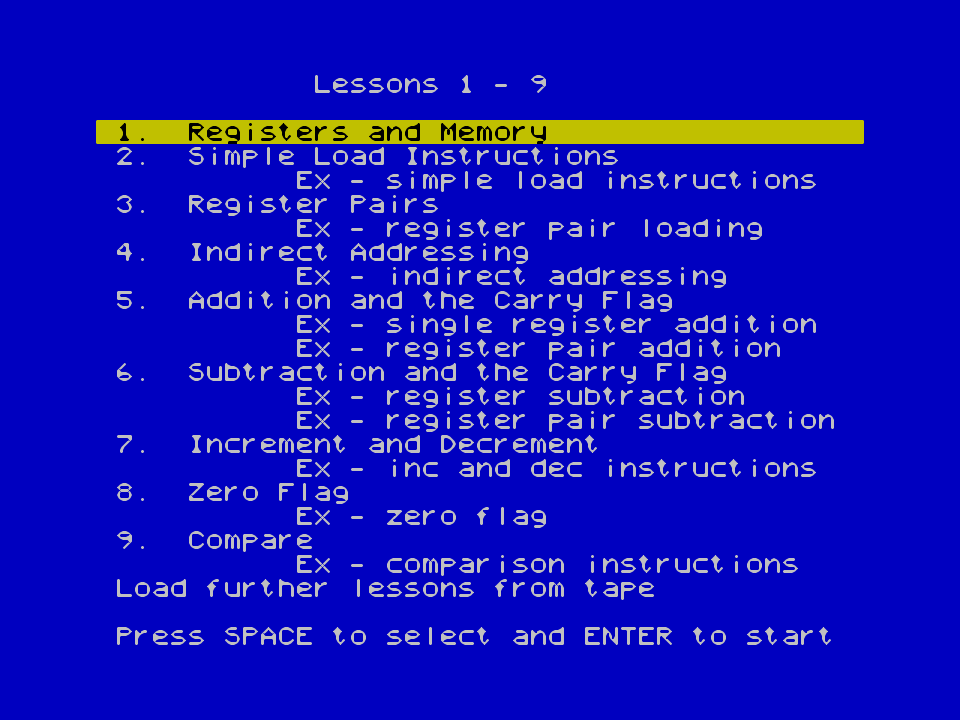 Lessons 1 - 9
1. Registers and Memory
2. Simple Load Instructions
Ex - simple load instructions
3. Register Pairs
Ex - register pair loading
4. Indirect Addressing
Ex - indirect addressing
5. Addition and the Carry Flag
Ex - single register addition
Ex - register pair addition
6. Subtraction and the Carry Flag
Ex - register subtraction
Ex - register pair subtraction
7. Increment and Decrement
Ex - inc and dec instructions
8. Zero Flag
Ex - zero flag
9. Compare
Ex - comparison instructions
Load further lessons from tape
Press SPACE to select and ENTER to start